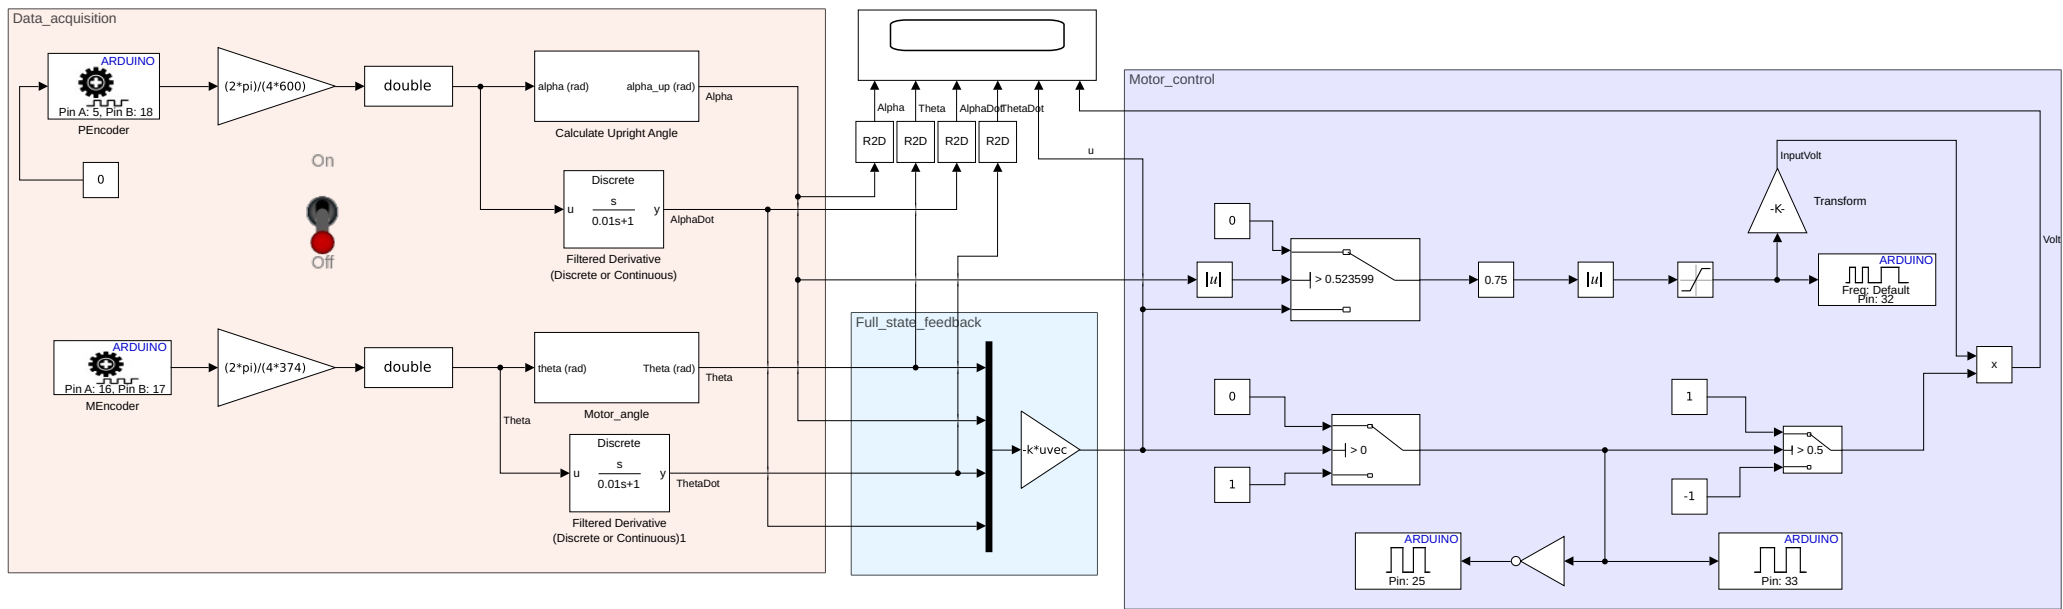 Data_acquisition
ARDUINO
Pin A: 5, Pin B: 18
PEncoder
(2*pi)/(4*600)
double
alpha (rad)
alpha_up (rad)
Calculate Upright Angle
Alpha
0
On
Off
Discrete
u
s
0.01s+1
y
AlphaDot
Filtered Derivative
(Discrete or Continuous)
ARDUINO
Pin A: 16, Pin B: 17
MEncoder
(2*pi)/(4*374)
double
theta (rad)
Theta (rad)
Motor_angle
Theta
Theta
Discrete
u
s
0.01s+1
y
ThetaDot
Filtered Derivative
(Discrete or Continuous)1
Alpha
Theta
AlphaDot
ThetaDot
R2D
R2D
R2D
R2D
u
Full_state_feedback
-k*uvec
Motor_control
0
|u|
> 0.523599
0.75
|u|
InputVolt
-K-
Transform
ARDUINO
Freq: Default
Pin: 32
Volt
0
> 0
1
1
> 0.5
-1
x
ARDUINO
Pin: 25
ARDUINO
Pin: 33